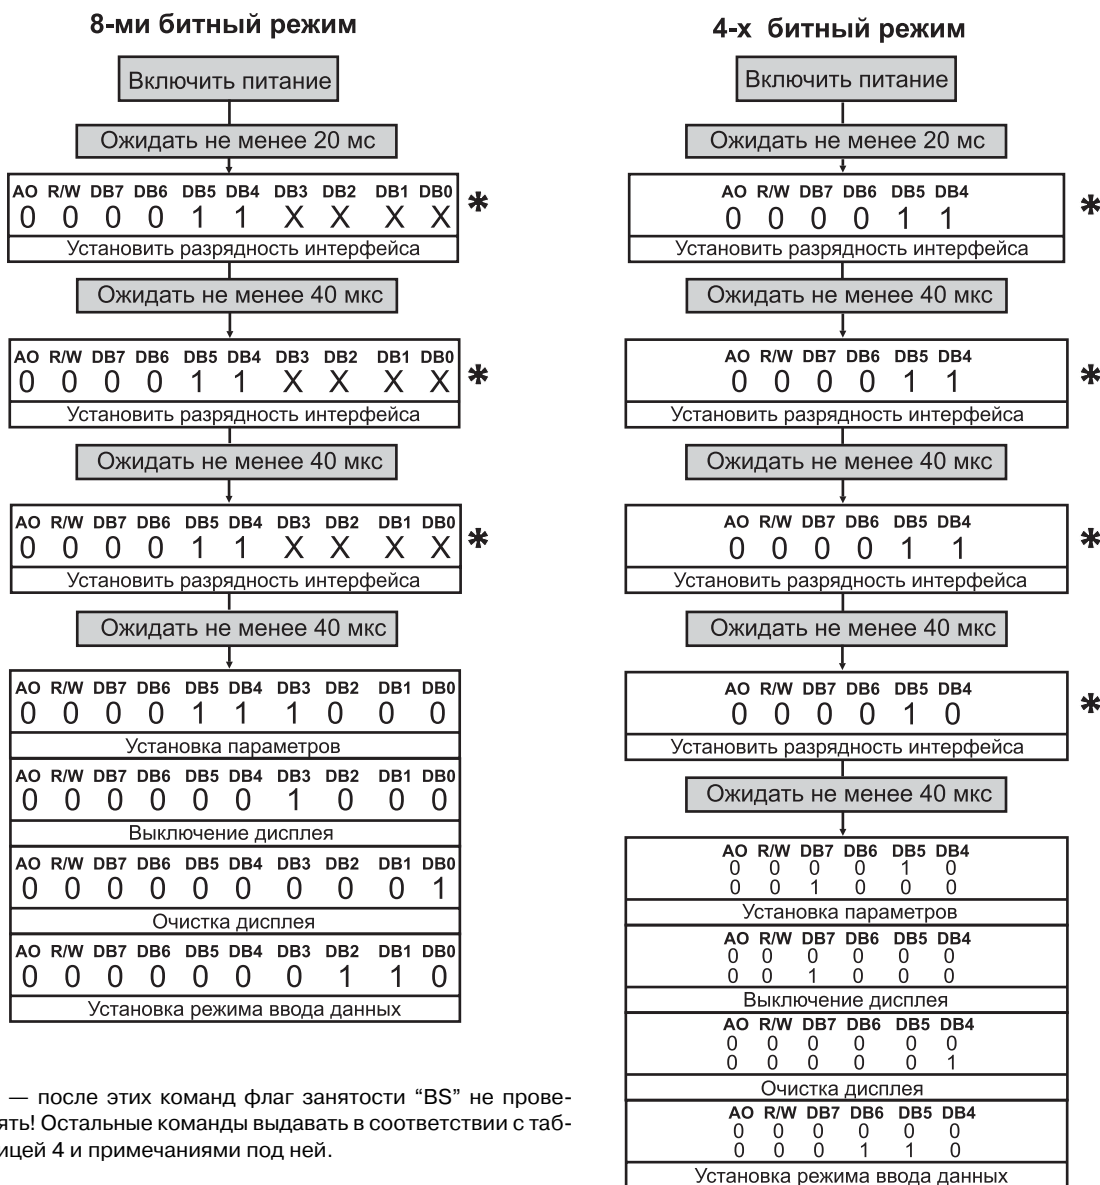 8-ми битный режим
Включить питание
Ожидать не менее 20 мс
AO R/W DB7 DB6 DB5 DB4 DB3 DB2 DB1 DB0
0 0 0 0 1 1 X X X X *
Установить разрядность интерфейса
Ожидать не менее 40 мкс
AO R/W DB7 DB6 DB5 DB4 DB3 DB2 DB1 DB0
0 0 0 0 1 1 X X X X *
Установить разрядность интерфейса
Ожидать не менее 40 мкс
AO R/W DB7 DB6 DB5 DB4 DB3 DB2 DB1 DB0
0 0 0 0 1 1 X X X X *
Установить разрядность интерфейса
Ожидать не менее 40 мкс
AO R/W DB7 DB6 DB5 DB4 DB3 DB2 DB1 DB0
0 0 0 0 1 1 1 0 0 0
Установка параметров
AO R/W DB7 DB6 DB5 DB4 DB3 DB2 DB1 DB0
0 0 0 0 0 0 1 0 0 0
Выключение дисплея
AO R/W DB7 DB6 DB5 DB4 DB3 DB2 DB1 DB0
0 0 0 0 0 0 0 0 0 1
Очистка дисплея
AO R/W DB7 DB6 DB5 DB4 DB3 DB2 DB1 DB0
0 0 0 0 0 0 0 1 1 0
Установка режима ввода данных
— после этих команд флаг занятости “BS” не прове-
ять! Остальные команды выдавать в соответствии с таб-
ицей 4 и примечаниями под ней.
4-х битный режим
Включить питание
Ожидать не менее 20 мс
AO R/W DB7 DB6 DB5 DB4
0 0 0 0 1 1 *
Установить разрядность интерфейса
Ожидать не менее 40 мкс
AO R/W DB7 DB6 DB5 DB4
0 0 0 0 1 1 *
Установить разрядность интерфейса
Ожидать не менее 40 мкс
AO R/W DB7 DB6 DB5 DB4
0 0 0 0 1 1 *
Установить разрядность интерфейса
Ожидать не менее 40 мкс
AO R/W DB7 DB6 DB5 DB4
0 0 0 0 1 0 *
Установить разрядность интерфейса
Ожидать не менее 40 мкс
AO R/W DB7 DB6 DB5 DB4
0 0 0 0 1 0
0 0 1 0 0 0
Установка параметров
AO R/W DB7 DB6 DB5 DB4
0 0 0 0 0 0
0 0 1 0 0 0
Выключение дисплея
AO R/W DB7 DB6 DB5 DB4
0 0 0 0 0 0
0 0 0 0 0 1
Очистка дисплея
AO R/W DB7 DB6 DB5 DB4
0 0 0 0 0 0
0 0 0 1 1 0
Установка режима ввода данных